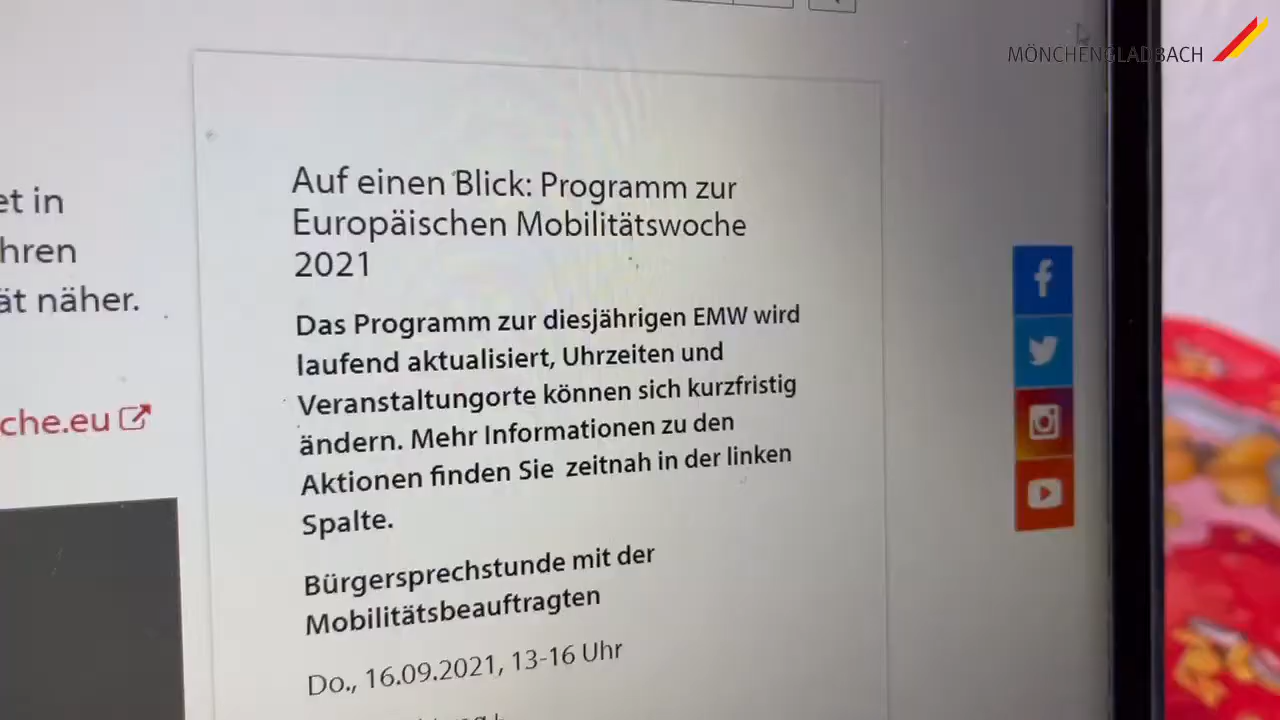 MÖNCHENGLADBACH
et in
hren
ät näher.
che.eu
Auf einen Blick: Programm zur
Europäischen Mobilitätswoche
2021
Das Programm zur diesjährigen EMW wird
laufend aktualisiert, Uhrzeiten und
Veranstaltungorte können sich kurzfristig
ändern. Mehr Informationen zu den
Aktionen finden Sie zeitnah in der linken
Spalte.
Bürgersprechstunde mit der
Mobilitätsbeauftragten
Do., 16.09.2021, 13-16 Uhr